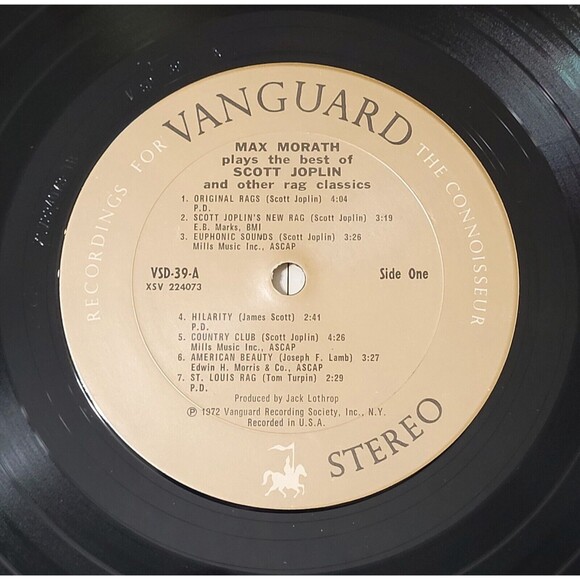 VANGUARD
RECORDINGS FOR
THE CONNOISSEUR
MAX MORATH
plays the best of
SCOTT JOPLIN
and other rag classics
1. ORIGINAL RAGS (Scott Joplin) 4:04
P.D.
2. SCOTT JOPLIN'S NEW RAG (Scott Joplin) 3:19
E.B. Marks, BMI
3. EUPHONIC SOUNDS (Scott Joplin) 3:26
Mills Music Inc., ASCAP
VSD-39-A
XSV 224073
Side One
4. HILARITY (James Scott) 2:41
P.D.
5. COUNTRY CLUB (Scott Joplin) 4:26
Mills Music Inc., ASCAP
6. AMERICAN BEAUTY (Joseph F. Lamb) 3:27
Edwin H. Morris & Co., ASCAP
7. ST. LOUIS RAG (Tom Turpin) 2:29
P.D.
Produced by Jack Lothrop
℗ 1972 Vanguard Recording Society, Inc., N.Y.
Recorded in U.S.A.
STEREO